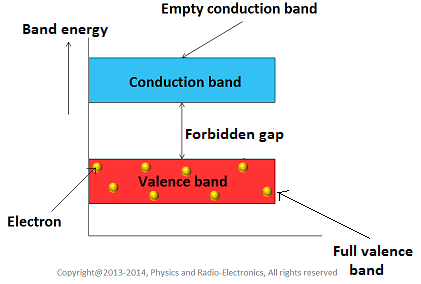 Empty conduction band
Band energy
Conduction band
Forbidden gap
Valence band
Electron
Full valence
band
Copyright@2013-2014, Physics and Radio-Electronics, All rights reserved